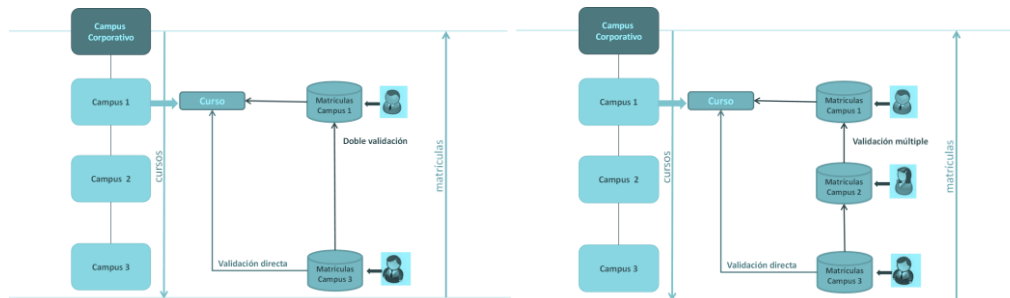 Campus
Corporativo
Campus 1
Curso
Matrículas
Campus 1
Doble validación
cursos
matrículas
Campus 2
Validación directa
Campus 3
Matrículas
Campus 3
Campus
Corporativo
Campus 1
Curso
Matrículas
Campus 1
Validación múltiple
cursos
matrículas
Campus 2
Matrículas
Campus 2
Validación directa
Campus 3
Matrículas
Campus 3